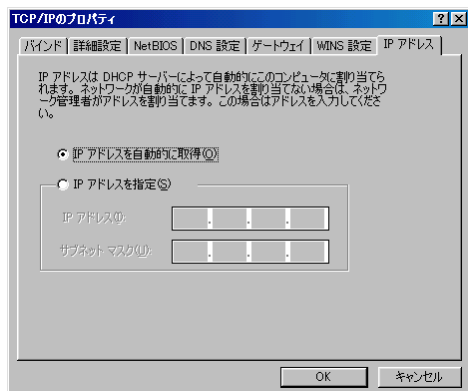 TCP/IPのプロパティ
バインド 詳細設定 NetBIOS DNS 設定 ゲートウェイ WINS 設定 IP アドレス
IP アドレスは DHCP サーバーによって自動的にこのコンピュータに割り当てら
れます。ネットワークが自動的に IP アドレスを割り当てない場合は、ネットワ
ーク管理者がアドレスを割り当てます。この場合はアドレスを入力してくださ
い。
IP アドレスを自動的に取得(O)
IP アドレスを指定(S)
IP アドレス(I):
サブネット マスク(U):
OK キャンセル